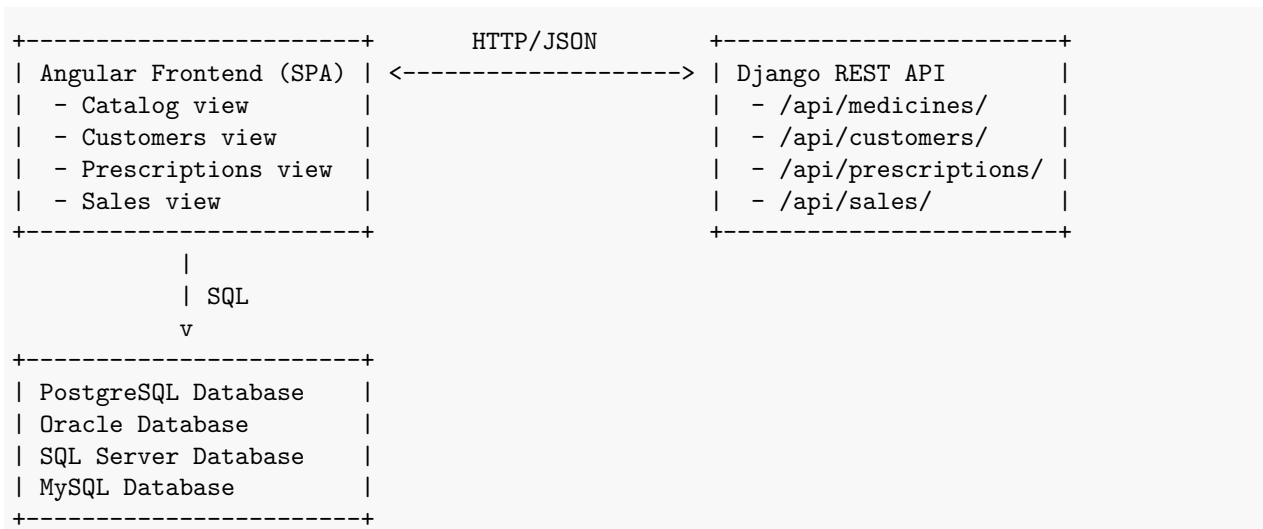 +------------------------+       HTTP/JSON        +------------------------+
| Angular Frontend (SPA) | <--------------------> | Django REST API        |
|  - Catalog view        |                        |  - /api/medicines/     |
|  - Customers view      |                        |  - /api/customers/     |
|  - Prescriptions view  |                        |  - /api/prescriptions/ |
|  - Sales view          |                        |  - /api/sales/         |
+------------------------+                        +------------------------+
            |
            | SQL
            v
+------------------------+
| PostgreSQL Database    |
| Oracle Database        |
| SQL Server Database    |
| MySQL Database         |
+------------------------+